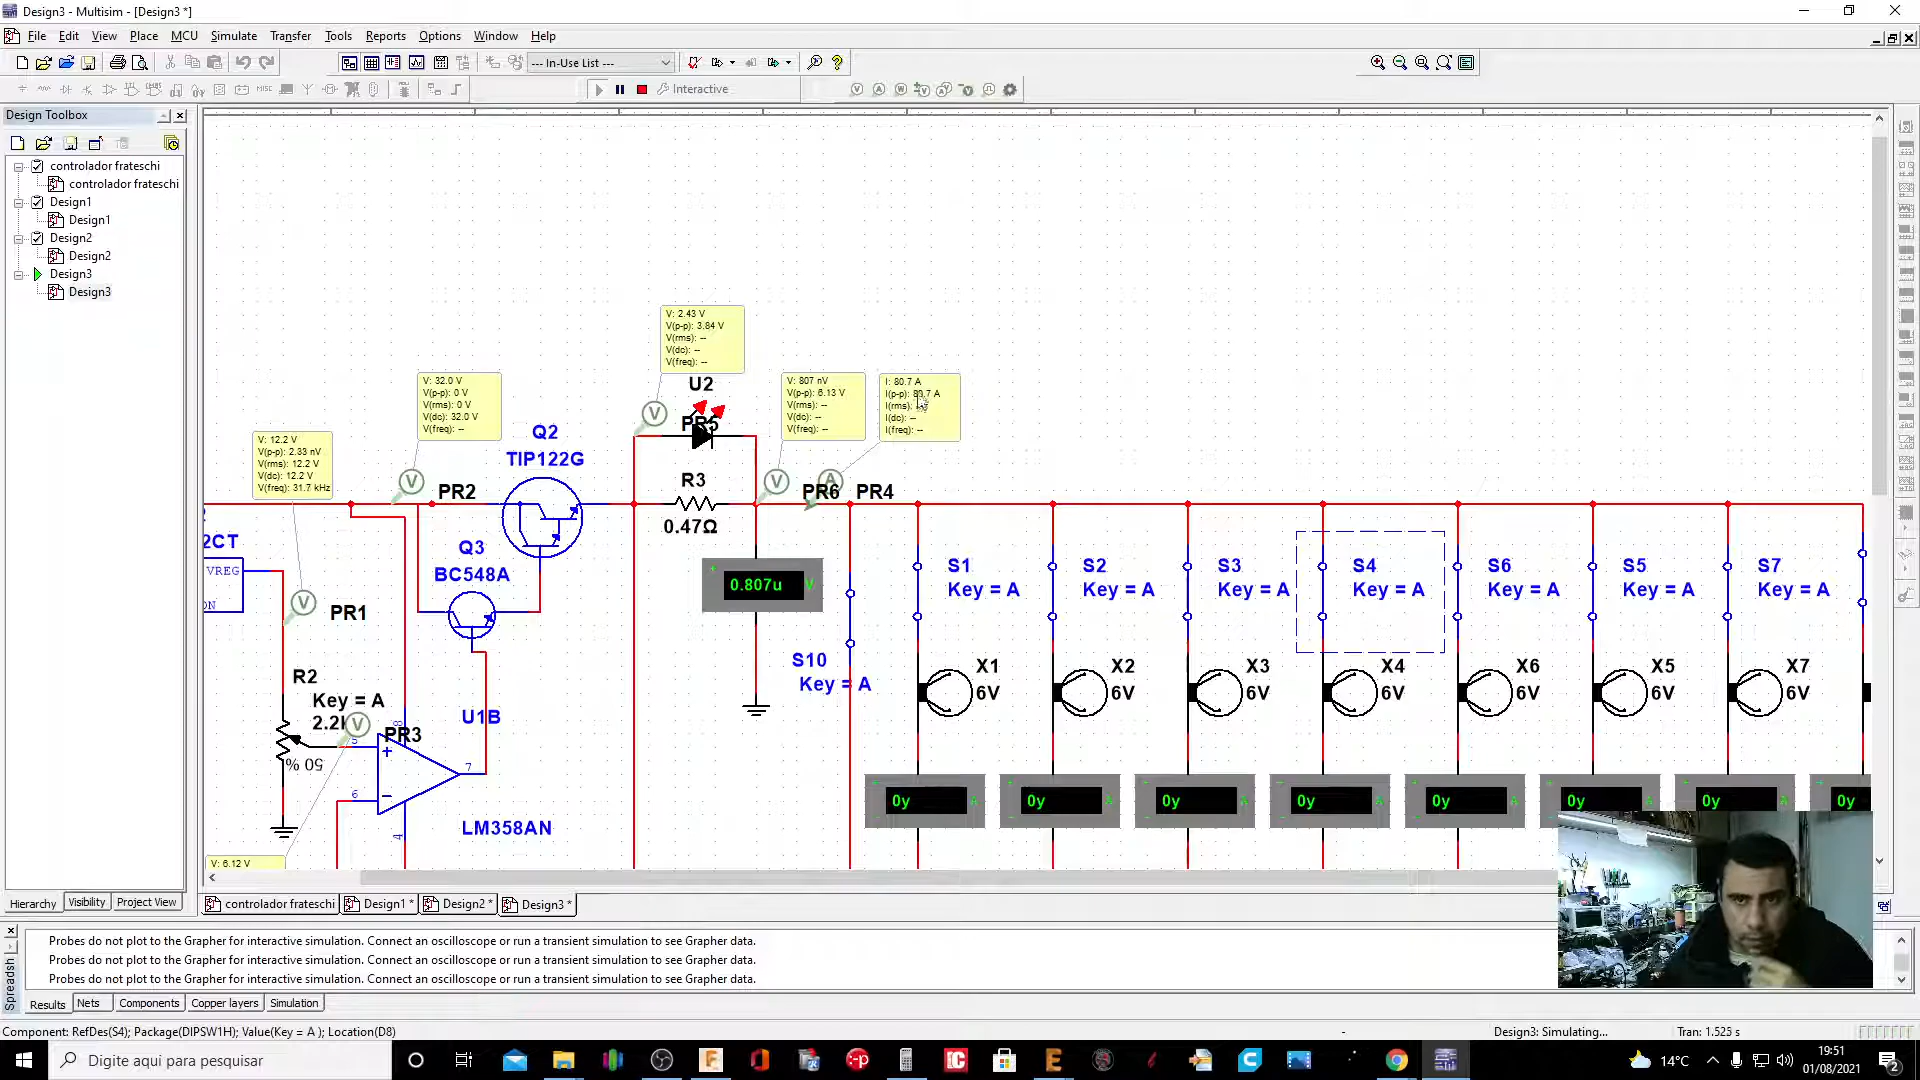 Design3 - Multisim - [Design3 *]
File Edit View Place MCU Simulate Transfer Tools Reports Options Window Help
--- In-Use List ---
Interactive
Design Toolbox
controlador frateschi
controlador frateschi
Design1
Design1
Design2
Design2
Design3
Design3
V: 2.43 V
V(p-p): 3.84 V
V(rms): --
V(dc): --
V(freq): --
U2
PR5
V: 32.0 V
V(p-p): 0 V
V(rms): 0 V
V(dc): 32.0 V
V(freq): --
V: 807 nV
V(p-p): 6.13 V
V(rms): --
V(dc): --
V(freq): --
I: 80.7 A
I(p-p): 80.7 A
I(rms):
I(dc): --
I(freq): --
V: 12.2 V
V(p-p): 2.33 nV
V(rms): 12.2 V
V(dc): 12.2 V
V(freq): 31.7 kHz
Q2
TIP122G
PR2
R3
0.47Ω
PR6 PR4
2CT
VREG
Q3
BC548A
0.807u V
S1
Key = A
S2
Key = A
S3
Key = A
S4
Key = A
S6
Key = A
S5
Key = A
S7
Key = A
PR1
S10
Key = A
X1
6V
X2
6V
X3
6V
X4
6V
X6
6V
X5
6V
X7
6V
R2
Key = A
50 %
PR3
U1B
5
6
7
8
4
LM358AN
0y A
0y A
0y A
0y A
0y A
0y A
0y A
0y
V: 6.12 V
Hierarchy Visibility Project View
controlador frateschi Design1 * Design2 * Design3 *
Probes do not plot to the Grapher for interactive simulation. Connect an oscilloscope or run a transient simulation to see Grapher data.
Probes do not plot to the Grapher for interactive simulation. Connect an oscilloscope or run a transient simulation to see Grapher data.
Probes do not plot to the Grapher for interactive simulation. Connect an oscilloscope or run a transient simulation to see Grapher data.
Results Nets Components Copper layers Simulation
Component: RefDes(S4); Package(DIPSW1H); Value(Key = A ); Location(D8)
- Design3: Simulating... Tran: 1.525 s
Digite aqui para pesquisar
14°C
19:51
01/08/2021
2